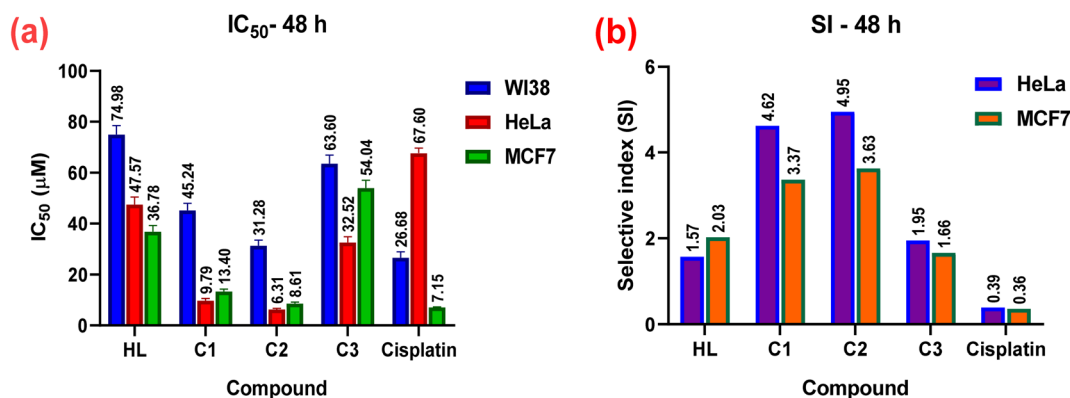 (a)
IC50- 48 h
IC50 (µM)
100
80
60
40
20
0
74.98
47.57
36.78
45.24
9.79
13.40
31.28
6.31
8.61
63.60
32.52
54.04
26.68
67.60
7.15
WI38
HeLa
MCF7
HL
C1
C2
C3
Cisplatin
Compound
(b)
SI - 48 h
Selective index (SI)
6
4
2
0
1.57
2.03
4.62
3.37
4.95
3.63
1.95
1.66
0.39
0.36
HeLa
MCF7
HL
C1
C2
C3
Cisplatin
Compound